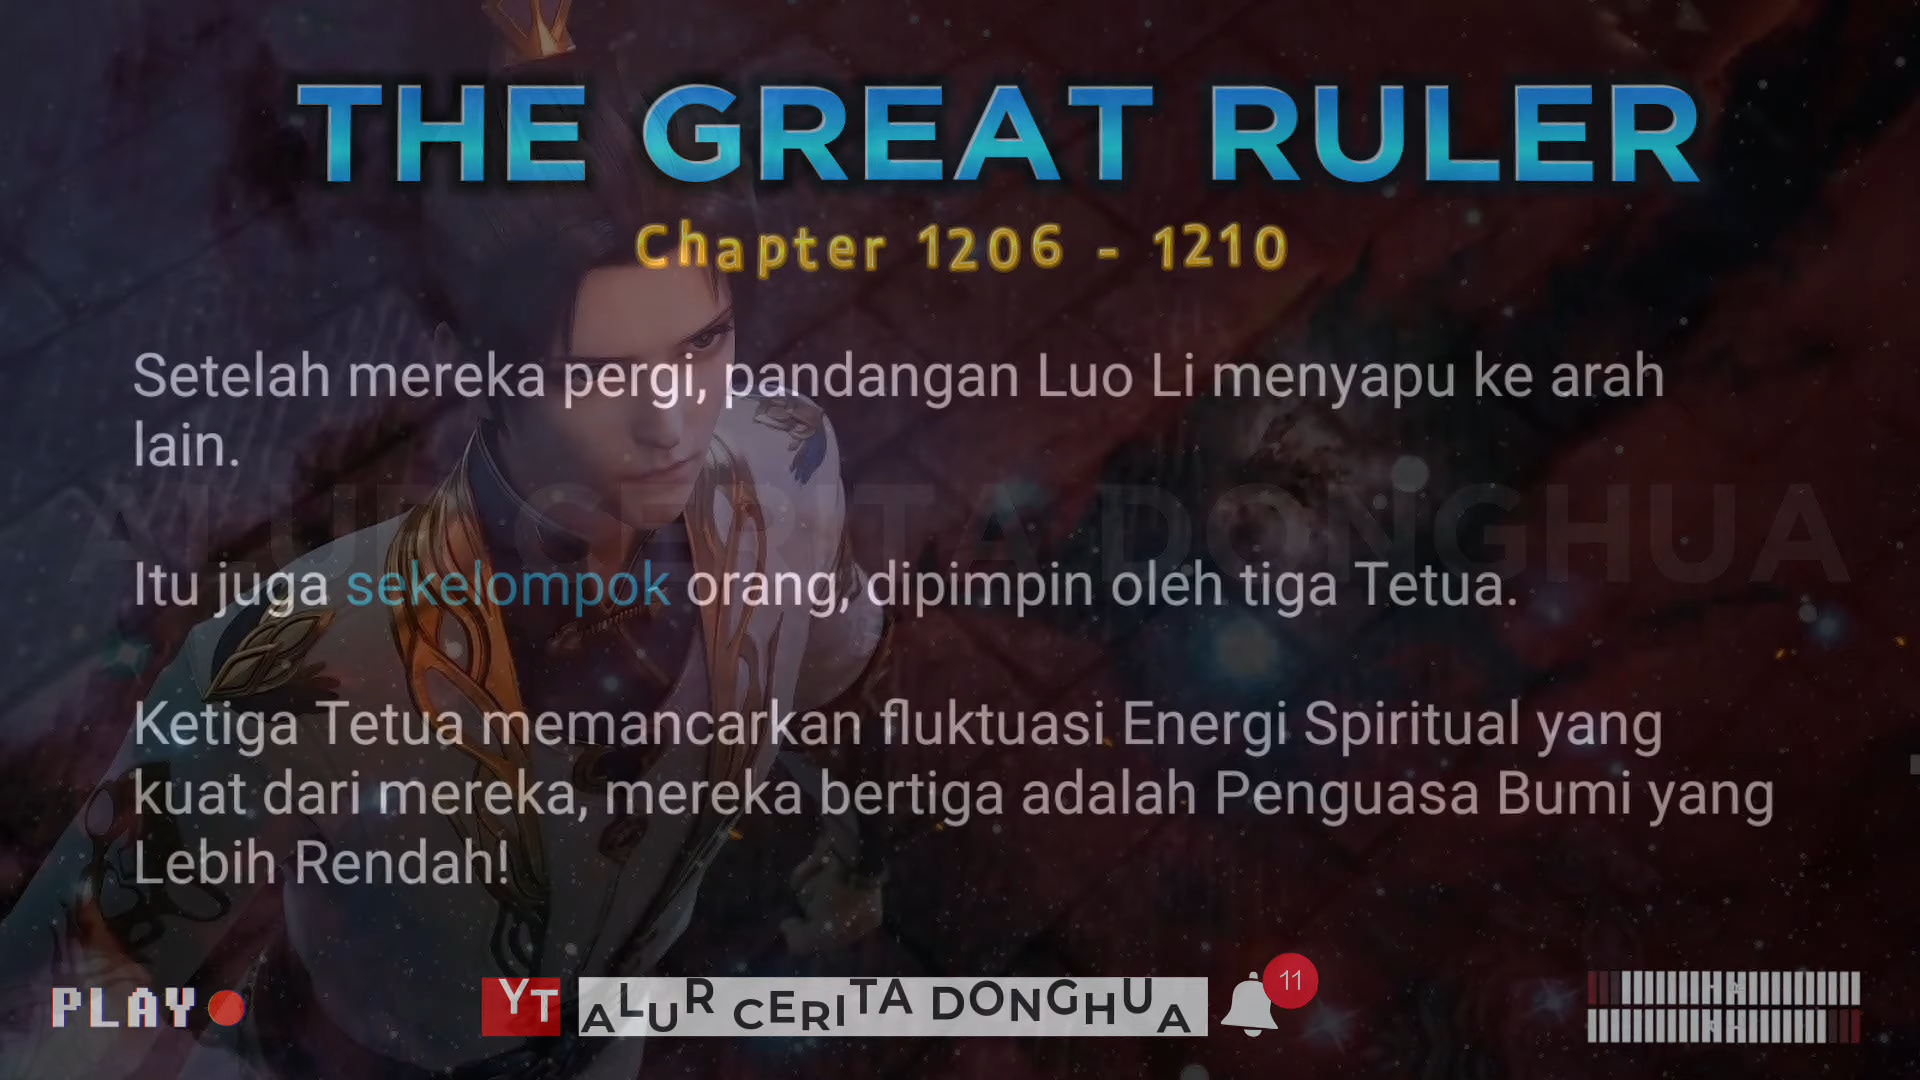 THE GREAT RULER
Chapter 1206 - 1210
Setelah mereka pergi, pandangan Luo Li menyapu ke arah
lain.
ALUR CERITA DONGHUA
Itu juga sekelompok orang, dipimpin oleh tiga Tetua.
Ketiga Tetua memancarkan fluktuasi Energi Spiritual yang
kuat dari mereka, mereka bertiga adalah Penguasa Bumi yang
Lebih Rendah!
PLAY
YT ALUR CERITA DONGHUA 11